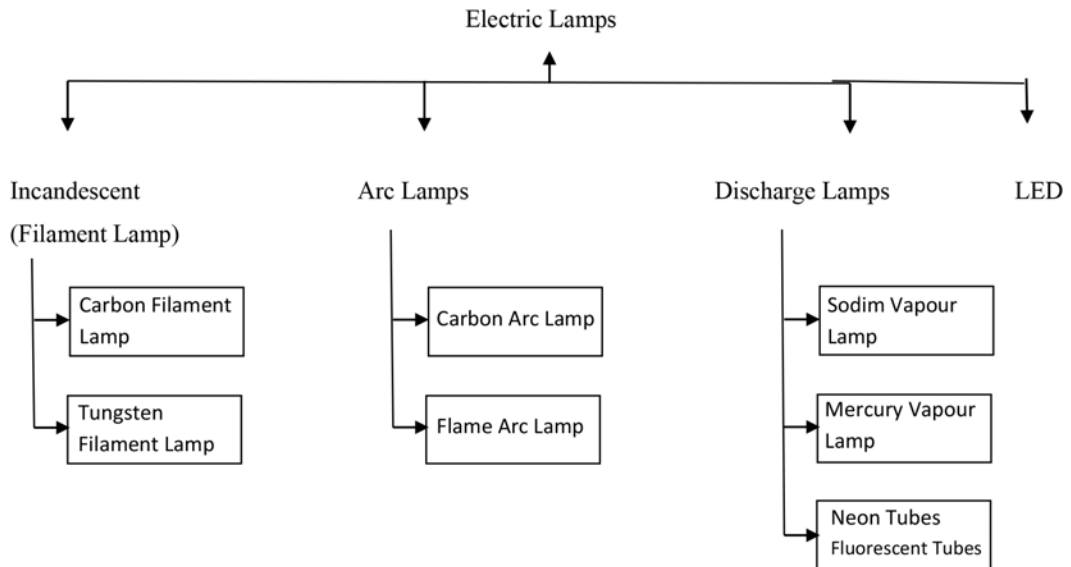 Electric Lamps
Incandescent
(Filament Lamp)
Carbon Filament
Lamp
Tungsten
Filament Lamp
Arc Lamps
Carbon Arc Lamp
Flame Arc Lamp
Discharge Lamps
Sodim Vapour
Lamp
Mercury Vapour
Lamp
Neon Tubes
Fluorescent Tubes
LED